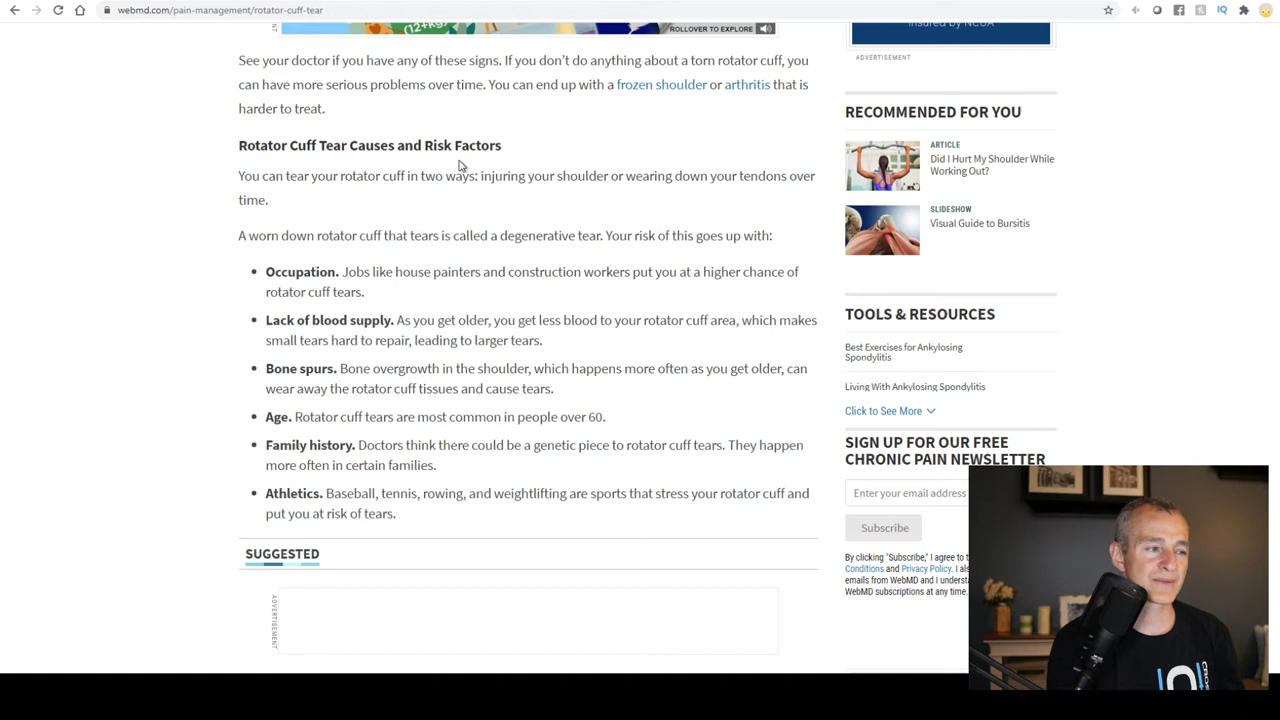 webmd.com/pain-management/rotator-cuff-tear
(12+kg)
ROLLOVER TO EXPLORE
Insured by NCUA
ADVERTISEMENT
See your doctor if you have any of these signs. If you don't do anything about a torn rotator cuff, you
can have more serious problems over time. You can end up with a frozen shoulder or arthritis that is
harder to treat.
Rotator Cuff Tear Causes and Risk Factors
You can tear your rotator cuff in two ways: injuring your shoulder or wearing down your tendons over
time.
A worn down rotator cuff that tears is called a degenerative tear. Your risk of this goes up with:
• Occupation. Jobs like house painters and construction workers put you at a higher chance of
rotator cuff tears.
• Lack of blood supply. As you get older, you get less blood to your rotator cuff area, which makes
small tears hard to repair, leading to larger tears.
• Bone spurs. Bone overgrowth in the shoulder, which happens more often as you get older, can
wear away the rotator cuff tissues and cause tears.
• Age. Rotator cuff tears are most common in people over 60.
• Family history. Doctors think there could be a genetic piece to rotator cuff tears. They happen
more often in certain families.
• Athletics. Baseball, tennis, rowing, and weightlifting are sports that stress your rotator cuff and
put you at risk of tears.
SUGGESTED
ADVERTISEMENT
RECOMMENDED FOR YOU
ARTICLE
Did I Hurt My Shoulder While
Working Out?
SLIDESHOW
Visual Guide to Bursitis
TOOLS & RESOURCES
Best Exercises for Ankylosing
Spondylitis
Living With Ankylosing Spondylitis
Click to See More
SIGN UP FOR OUR FREE
CHRONIC PAIN NEWSLETTER
Enter your email address
Subscribe
By clicking "Subscribe," I agree to
Conditions and Privacy Policy. I
emails from WebMD and I
WebMD subscriptions at any time.